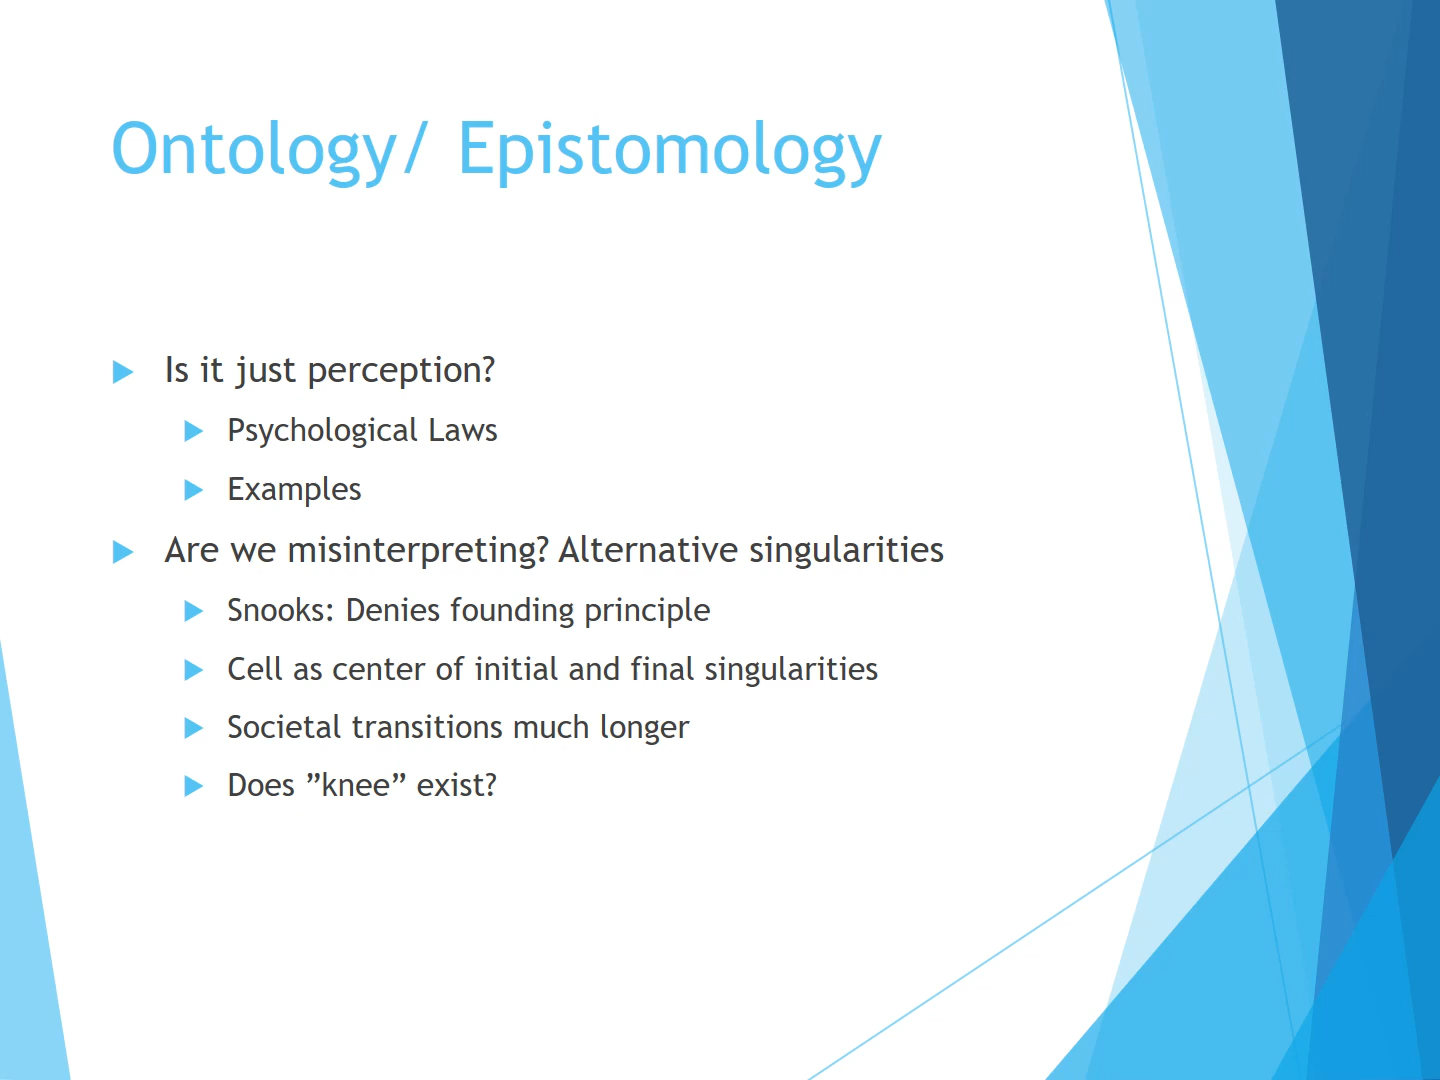 Ontology/ Epistomology
Is it just perception?
Psychological Laws
Examples
Are we misinterpreting? Alternative singularities
Snooks: Denies founding principle
Cell as center of initial and final singularities
Societal transitions much longer
Does ”knee” exist?